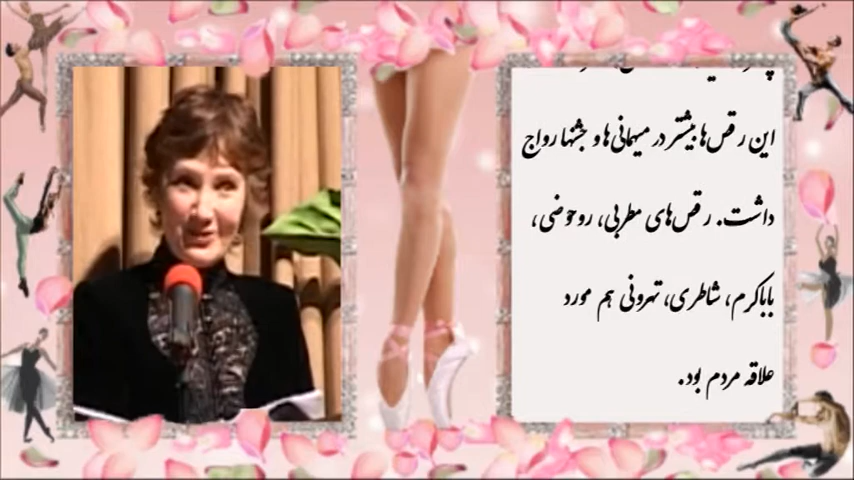 این رقص‌ها بیشتر در میهمانی‌ها و جشنها رواج
داشت. رقص‌های مطربی، روحوضی،
باباکرم، شاطری، تهرونی هم مورد
علاقه مردم بود.